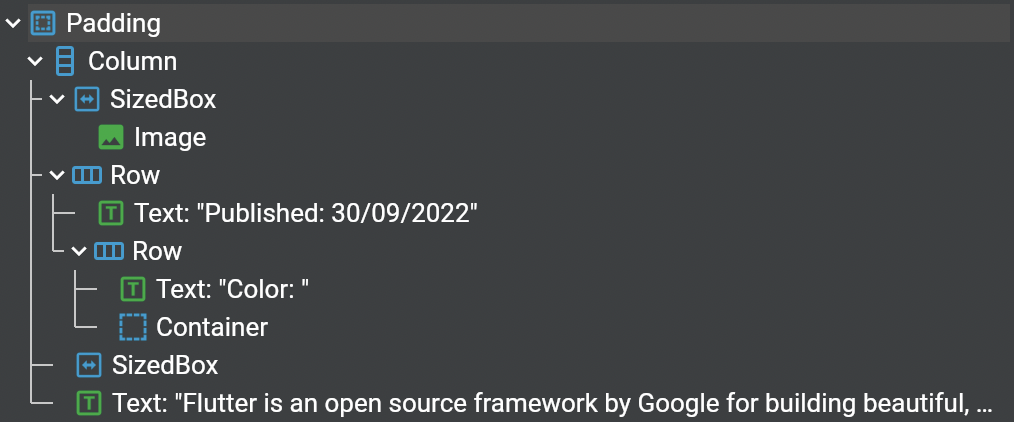 Padding
Column
SizedBox
Image
Row
Text: "Published: 30/09/2022"
Row
Text: "Color: "
Container
SizedBox
Text: "Flutter is an open source framework by Google for building beautiful, ...